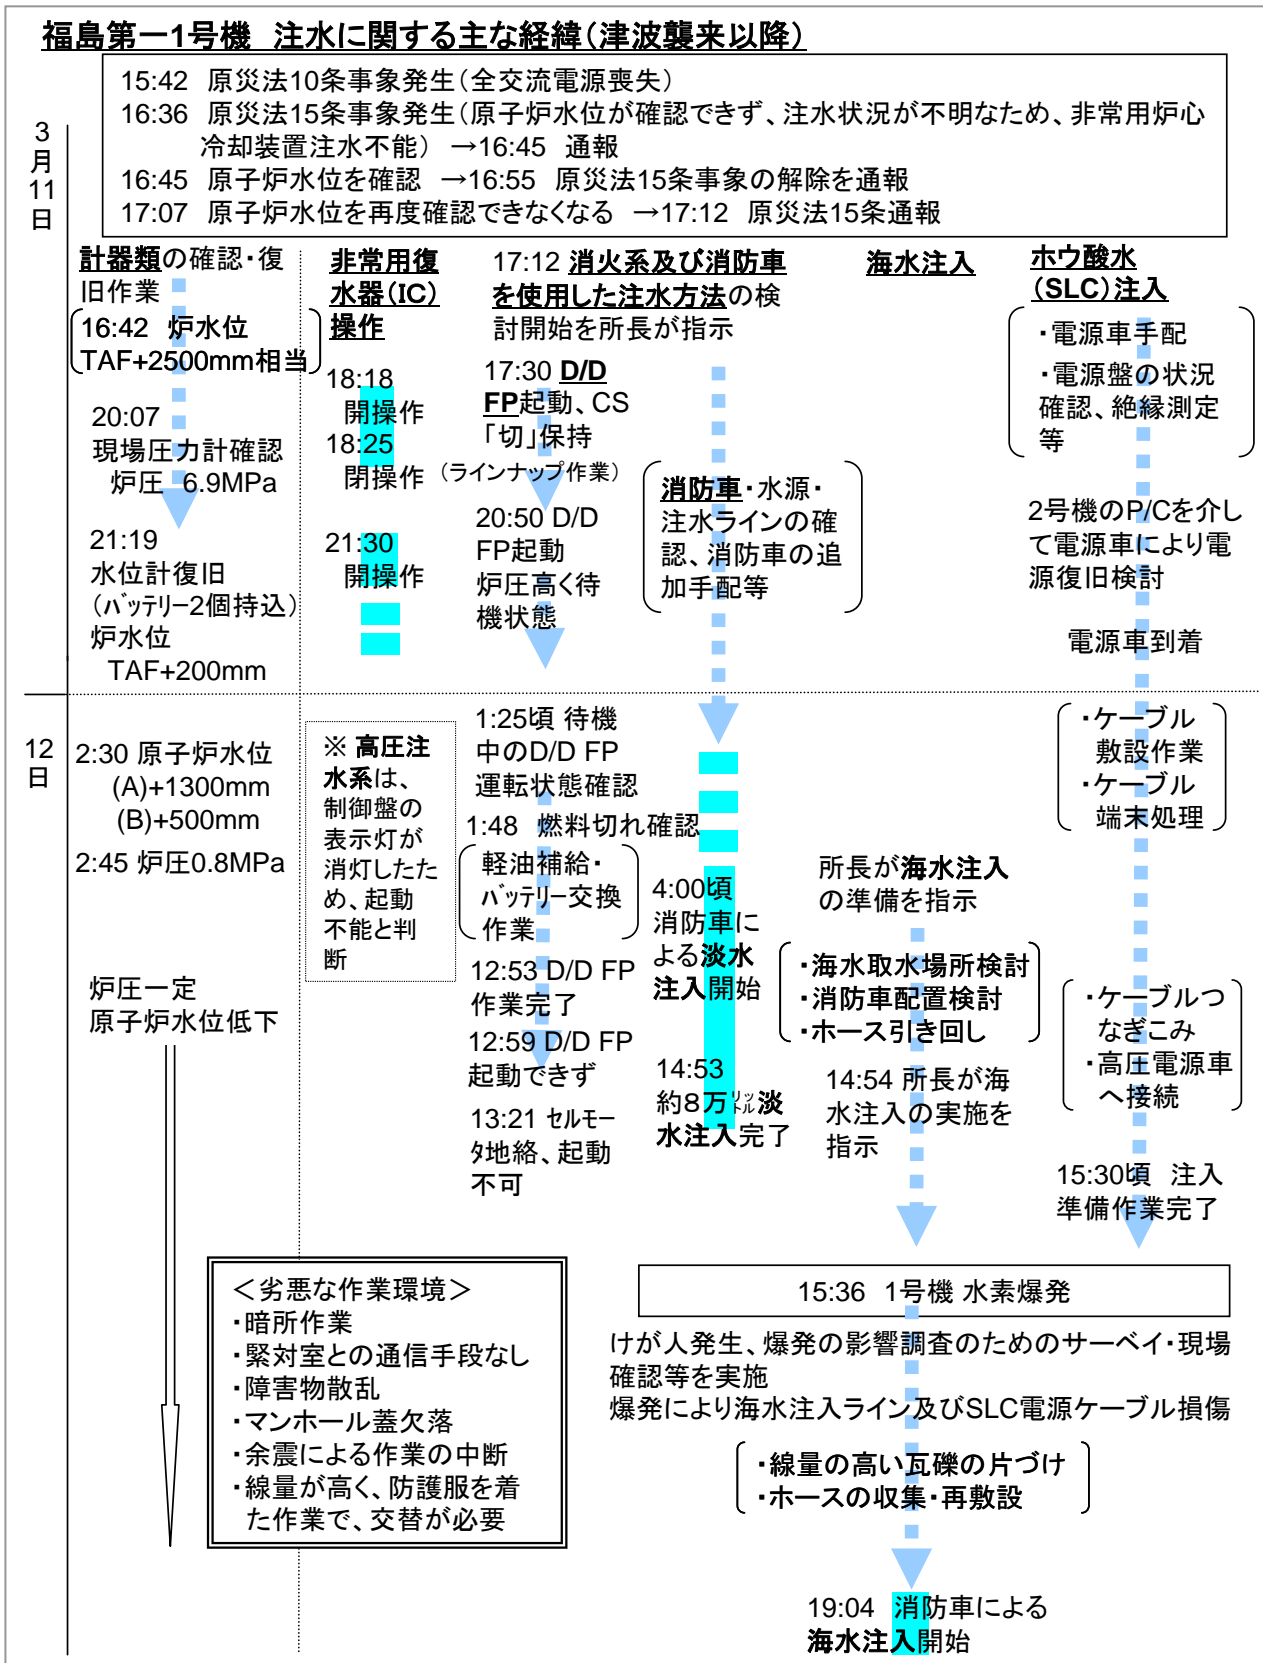 福島第一1号機 注水に関する主な経緯(津波襲来以降)
15:42 原災法10条事象発生(全交流電源喪失)
16:36 原災法15条事象発生(原子炉水位が確認できず、注水状況が不明なため、非常用炉心
冷却装置注水不能) →16:45 通報
16:45 原子炉水位を確認 →16:55 原災法15条事象の解除を通報
17:07 原子炉水位を再度確認できなくなる →17:12 原災法15条通報
3
月
11
日
計器類の確認・復
旧作業
16:42 炉水位
TAF+2500mm相当
20:07
現場圧力計確認
炉圧 6.9MPa
21:19
水位計復旧
(バッテリー2個持込)
炉水位
TAF+200mm
非常用復
水器(IC)
操作
18:18
開操作
18:25
閉操作
21:30
開操作
17:12 消火系及び消防車
を使用した注水方法の検
討開始を所長が指示
17:30 D/D
FP起動、CS
「切」保持
(ラインナップ作業)
20:50 D/D
FP起動
炉圧高く待
機状態
消防車・水源・
注水ラインの確
認、消防車の追
加手配等
海水注入
ホウ酸水
(SLC)注入
・電源車手配
・電源盤の状況
確認、絶縁測定
等
2号機のP/Cを介し
て電源車により電
源復旧検討
電源車到着
12
日
2:30 原子炉水位
(A)+1300mm
(B)+500mm
2:45 炉圧0.8MPa
炉圧一定
原子炉水位低下
※ 高圧注
水系は、
制御盤の
表示灯が
消灯したた
め、起動
不能と判
断
1:25頃 待機
中のD/D FP
運転状態確認
1:48 燃料切れ確認
軽油補給・
バッテリー交換
作業
12:53 D/D FP
作業完了
12:59 D/D FP
起動できず
13:21 セルモー
タ地絡、起動
不可
4:00頃
消防車に
よる淡水
注入開始
14:53
約8万リットル淡
水注入完了
所長が海水注入
の準備を指示
・海水取水場所検討
・消防車配置検討
・ホース引き回し
14:54 所長が海
水注入の実施を
指示
・ケーブル
敷設作業
・ケーブル
端末処理
・ケーブルつ
なぎこみ
・高圧電源車
へ接続
15:30頃 注入
準備作業完了
<劣悪な作業環境>
・暗所作業
・緊対室との通信手段なし
・障害物散乱
・マンホール蓋欠落
・余震による作業の中断
・線量が高く、防護服を着
た作業で、交替が必要
15:36 1号機 水素爆発
けが人発生、爆発の影響調査のためのサーベイ・現場
確認等を実施
爆発により海水注入ライン及びSLC電源ケーブル損傷
・線量の高い瓦礫の片づけ
・ホースの収集・再敷設
19:04 消防車による
海水注入開始